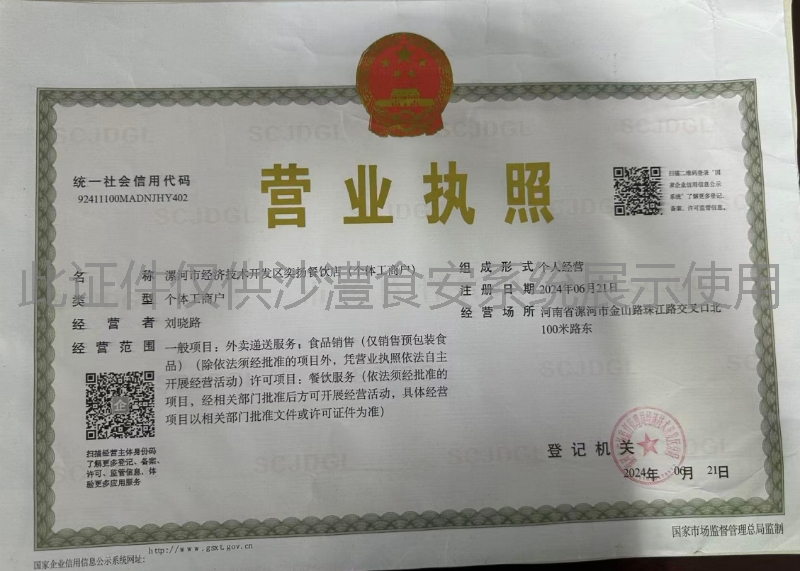 统一社会信用代码
92411100MADNJHY402
营业执照
扫描二维码登录“国
家企业信用信息公示
系统”了解更多登记、
备案、许可监管信息。
名称 漯河市经济技术开发区奕扬餐饮店(个体工商户)
类型 个体工商户
经营者 刘晓路
经营范围 一般项目:外卖递送服务;食品销售(仅销售预包装食
品)(除依法须经批准的项目外,凭营业执照依法自主
开展经营活动)许可项目:餐饮服务(依法须经批准的
项目,经相关部门批准后方可开展经营活动,具体经营
项目以相关部门批准文件或许可证件为准)
组成形式 个人经营
注册日期 2024年06月21日
经营场所 河南省漯河市金山路珠江路交叉口北
100米路东
此证件仅供沙澧食安系统展示使用
扫描经营主体身份码
了解更多登记、备案、
许可、监管信息,体
验更多应用服务
登记机关
2024年 06月 21日
国家企业信用信息公示系统网址:
http://www.gsxt.gov.cn
国家市场监督管理总局监制
SCJDGL
SCJDGL
SCJDGL